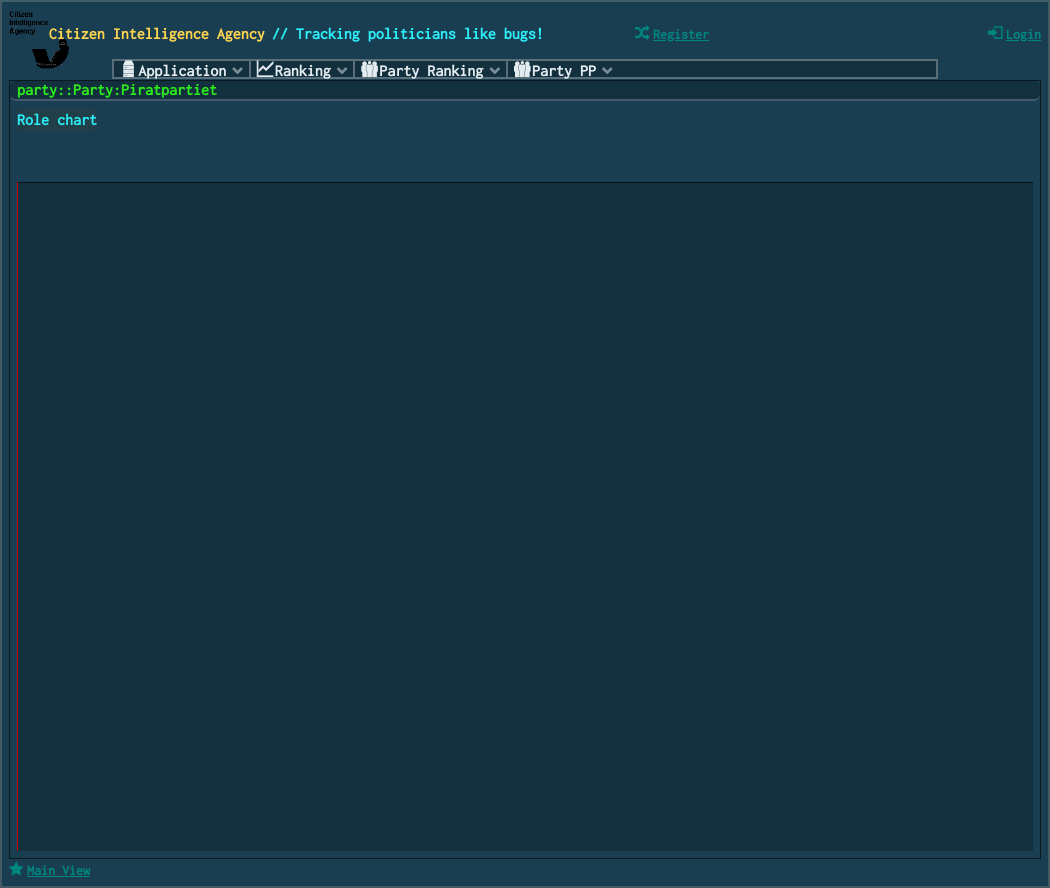 Citizen
Intelligence
Agency
Citizen Intelligence Agency // Tracking politicians like bugs!
Register
Login
Application
Ranking
Party Ranking
Party PP
party::Party:Piratpartiet
Role chart
Main View